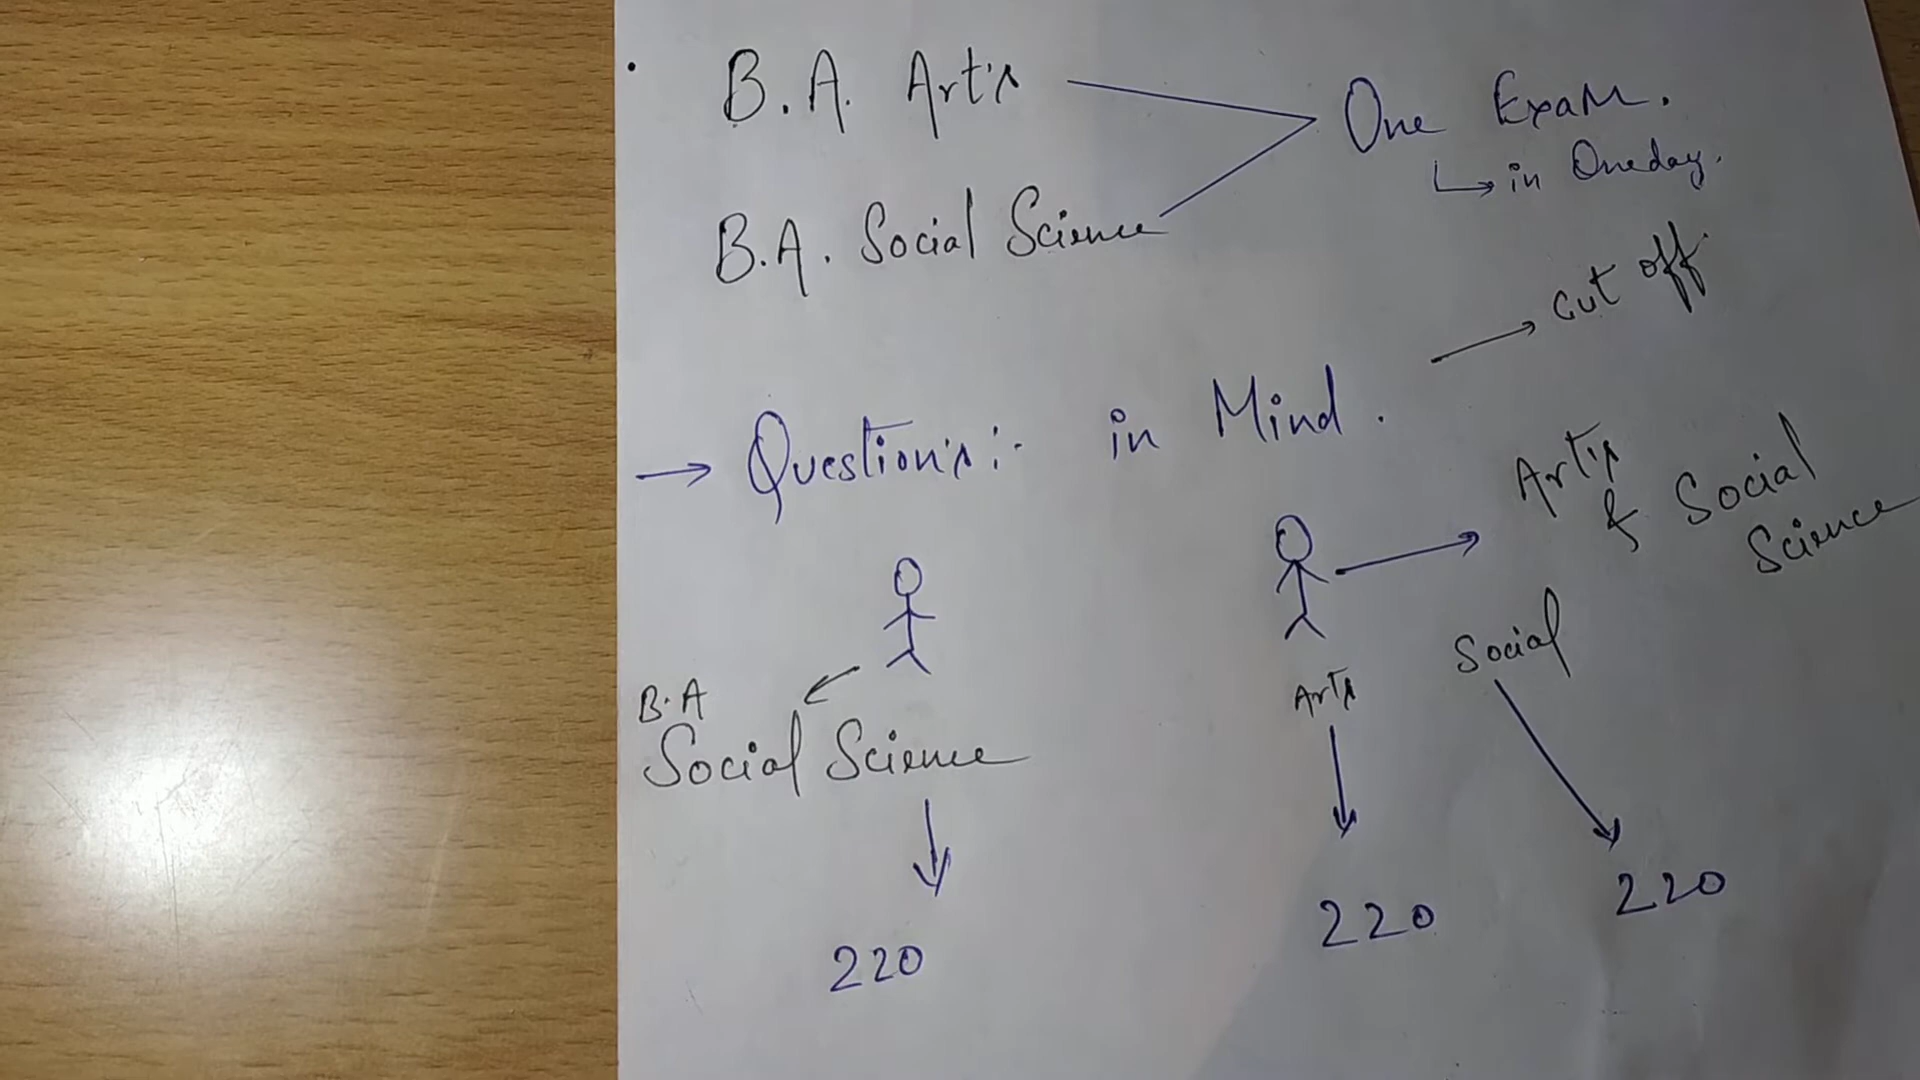 B.A. Art's
One Exam.
in Oneday.
B.A. Social Science
cut off
Question's:- in Mind.
Art's
& Social
Science
B.A
Social Science
Arts
Social
220
220
220